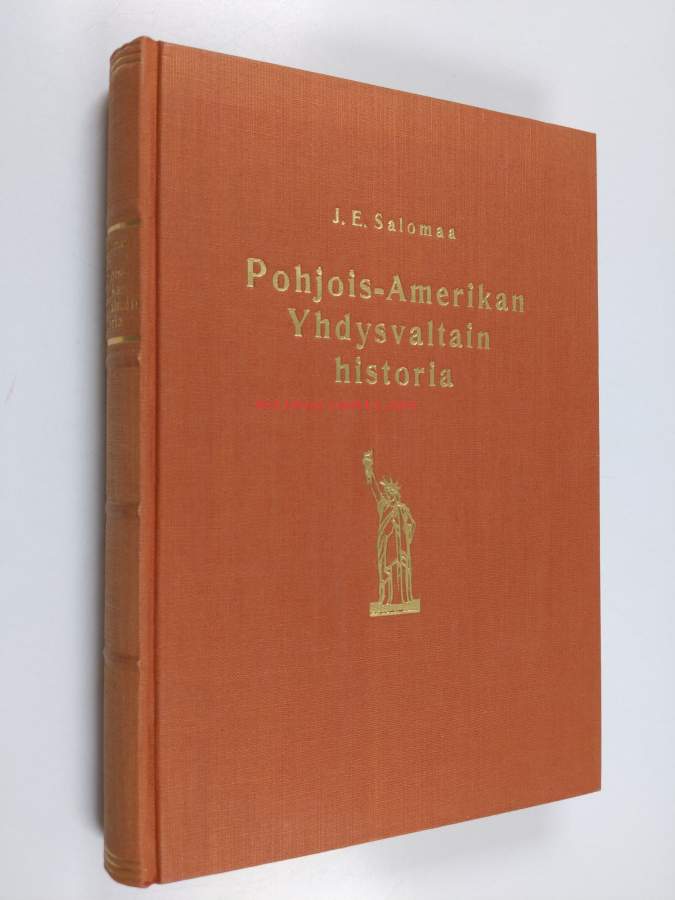 J. E. Salomaa
Pohjois-Amerikan
Yhdysvaltain
historia